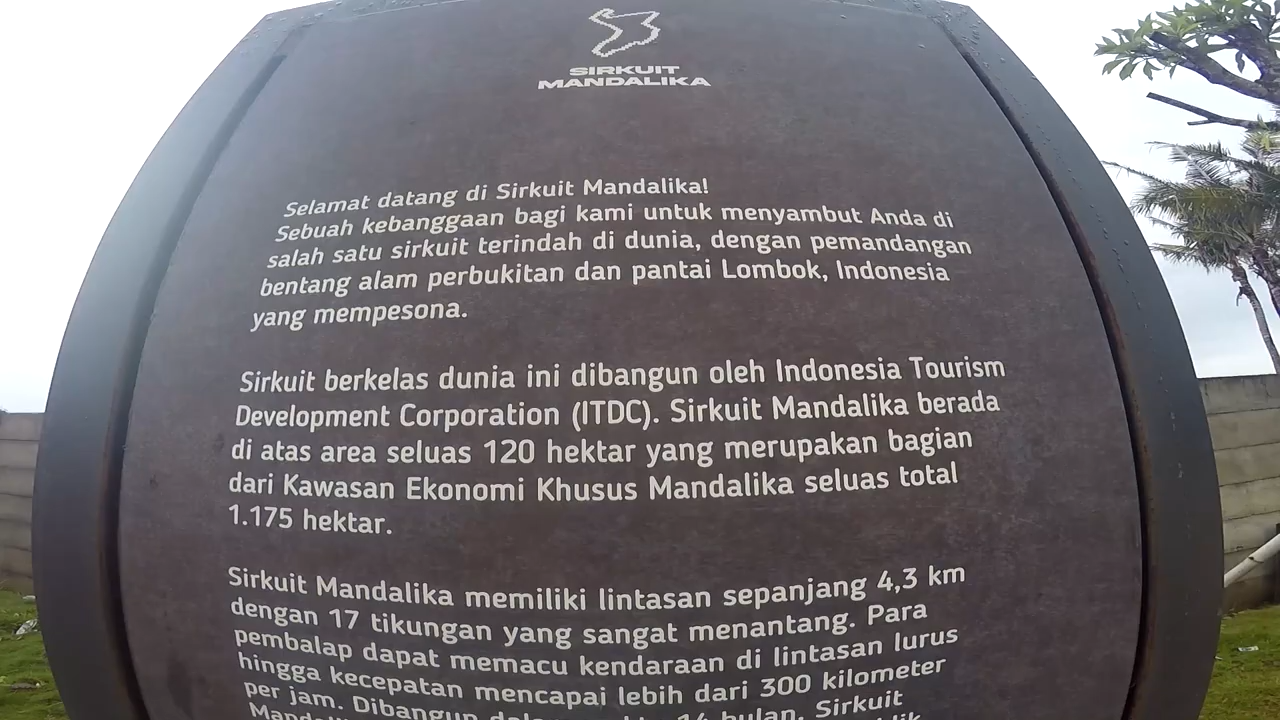 SIRKUIT
MANDALIKA
Selamat datang di Sirkuit Mandalika!
Sebuah kebanggaan bagi kami untuk menyambut Anda di
salah satu sirkuit terindah di dunia, dengan pemandangan
bentang alam perbukitan dan pantai Lombok, Indonesia
yang mempesona.
Sirkuit berkelas dunia ini dibangun oleh Indonesia Tourism
Development Corporation (ITDC). Sirkuit Mandalika berada
di atas area seluas 120 hektar yang merupakan bagian
dari Kawasan Ekonomi Khusus Mandalika seluas total
1.175 hektar.
Sirkuit Mandalika memiliki lintasan sepanjang 4,3 km
dengan 17 tikungan yang sangat menantang. Para
pembalap dapat memacu kendaraan di lintasan lurus
hingga kecepatan mencapai lebih dari 300 kilometer
per jam. Dibangun 14 bulan, Sirkuit